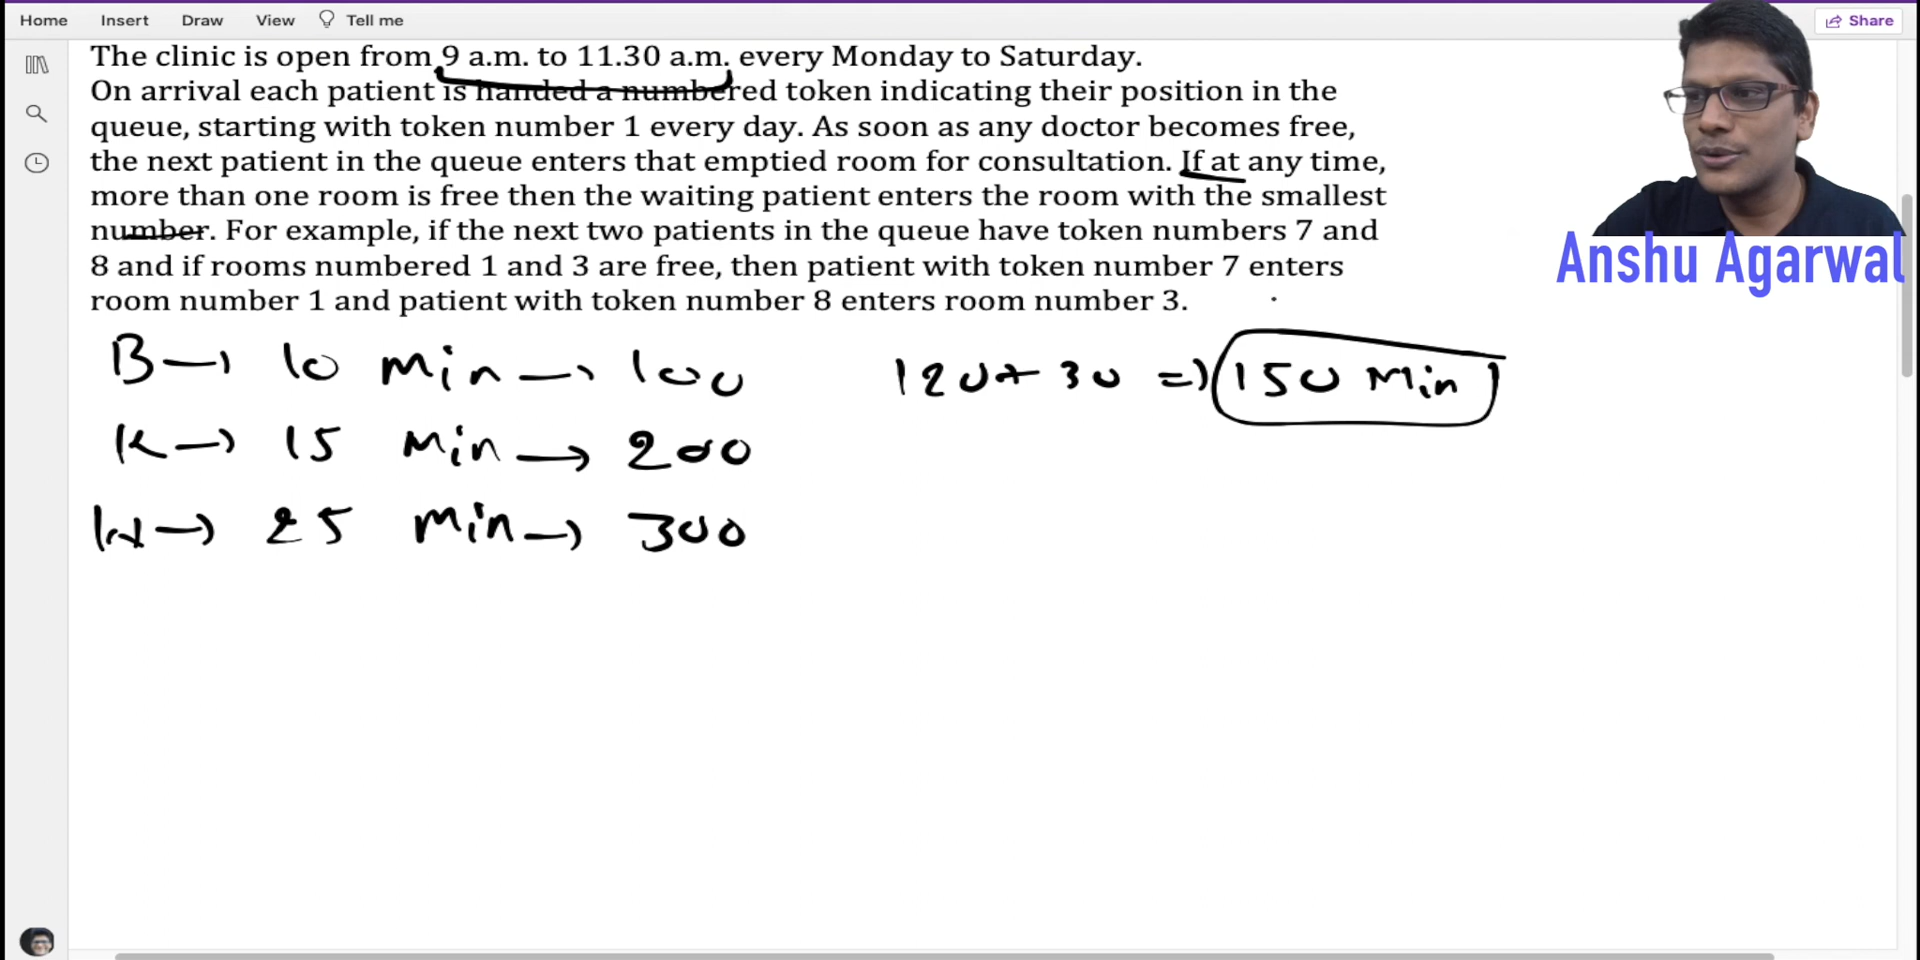 Home Insert Draw View Tell me Share
The clinic is open from 9 a.m. to 11.30 a.m. every Monday to Saturday.
On arrival each patient is handed a numbered token indicating their position in the
queue, starting with token number 1 every day. As soon as any doctor becomes free,
the next patient in the queue enters that emptied room for consultation. If at any time,
more than one room is free then the waiting patient enters the room with the smallest
number. For example, if the next two patients in the queue have token numbers 7 and
8 and if rooms numbered 1 and 3 are free, then patient with token number 7 enters
room number 1 and patient with token number 8 enters room number 3.
Anshu Agarwal
B → 10 Min → 100
120 + 30 => 150 Min
K → 15 Min → 200
W → 25 Min → 300